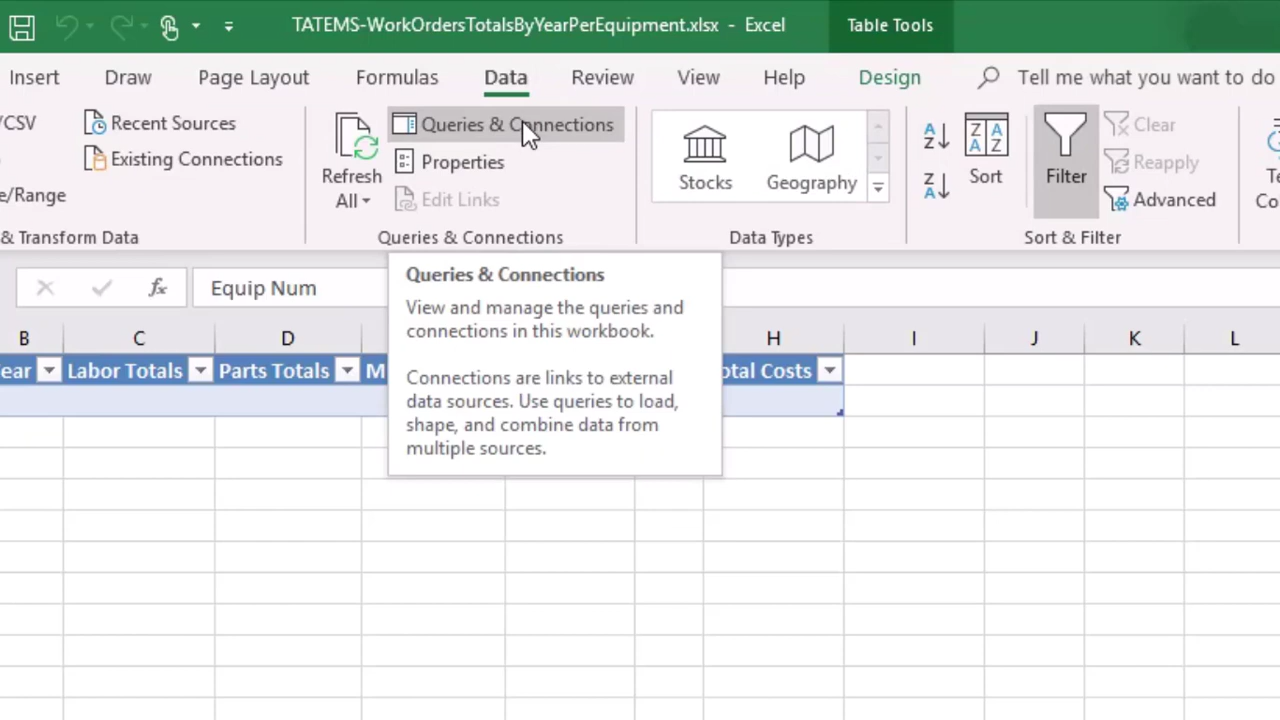 TATEMS-WorkOrdersTotalsByYearPerEquipment.xlsx - Excel
Table Tools
Insert Draw Page Layout Formulas Data Review View Help Design Tell me what you want to do
/CSV
Recent Sources
Existing Connections
e/Range
& Transform Data
Refresh
All
Queries & Connections
Properties
Edit Links
Queries & Connections
Stocks
Geography
Data Types
A
Z
Z
A
Z A
A Z
Sort
Filter
Clear
Reapply
Advanced
Sort & Filter
fx
Equip Num
B C D H I J K L
ear Labor Totals Parts Totals M otal Costs
Queries & Connections
View and manage the queries and
connections in this workbook.
Connections are links to external
data sources. Use queries to load,
shape, and combine data from
multiple sources.